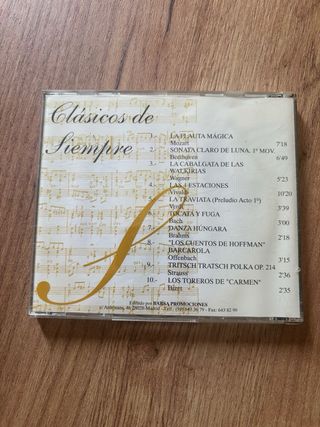 Clásicos de
Siempre
1.- LA FLAUTA MÁGICA
Mozart 7'18
2.- SONATA CLARO DE LUNA. 1º MOV.
Beethoven 6'49
3.- LA CABALGATA DE LAS
WALKIRIAS
Wagner 5'23
4.- LAS 4 ESTACIONES
Vivaldi 10'20
5.- LA TRAVIATA (Preludio Acto 1º)
Verdi 3'39
6.- TOCATA Y FUGA
Bach 3'00
7.- DANZA HÚNGARA
Brahms 2'18
8.- "LOS CUENTOS DE HOFFMAN"
BARCAROLA
Offenbach 3'15
9.- TRITSCH TRATSCH POLKA OP. 214
Strauss 2'36
10.- LOS TOREROS DE "CARMEN"
Bizet 2'35
Editado por BARSA PROMOCIONES
28020-Madrid